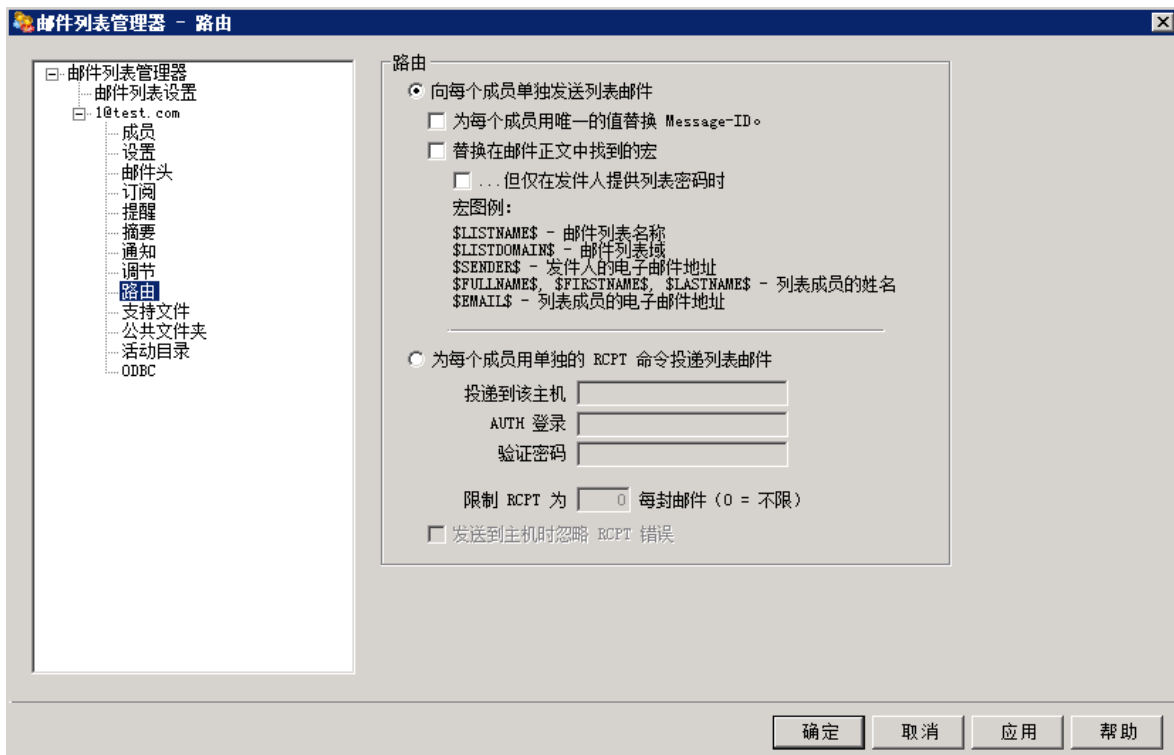 邮件列表管理器 - 路由
邮件列表管理器
邮件列表设置
1@test.com
成员
设置
邮件头
订阅
提醒
摘要
通知
调节
路由
支持文件
公共文件夹
活动目录
ODBC
路由
向每个成员单独发送列表邮件
为每个成员用唯一的值替换 Message-ID。
替换在邮件正文中找到的宏
...但仅在发件人提供列表密码时
宏图例:
$LISTNAME$ - 邮件列表名称
$LISTDOMAIN$ - 邮件列表域
$SENDER$ - 发件人的电子邮件地址
$FULLNAME$, $FIRSTNAME$, $LASTNAME$ - 列表成员的姓名
$EMAIL$ - 列表成员的电子邮件地址
为每个成员用单独的 RCPT 命令投递列表邮件
投递到该主机
AUTH 登录
验证密码
限制 RCPT 为 0 每封邮件 (0 = 不限)
发送到主机时忽略 RCPT 错误
确定 取消 应用 帮助